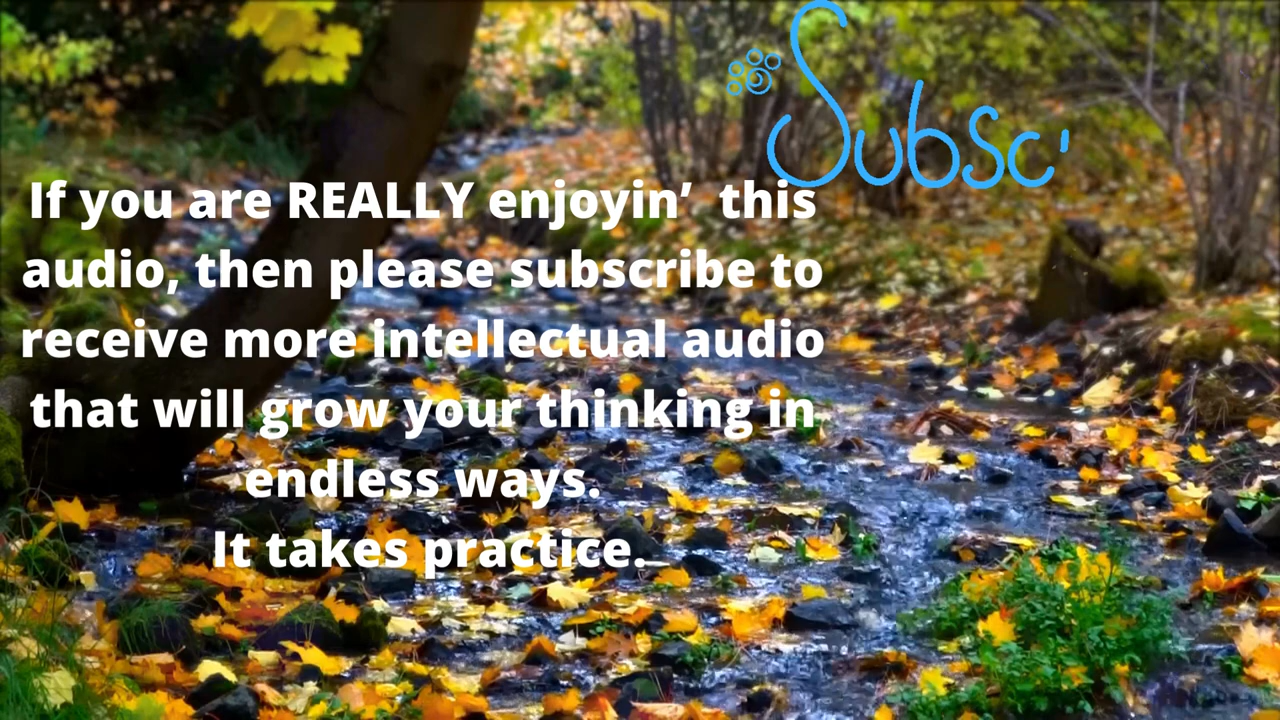 Subsc
If you are REALLY enjoyin’ this
audio, then please subscribe to
receive more intellectual audio
that will grow your thinking in
endless ways.
It takes practice.